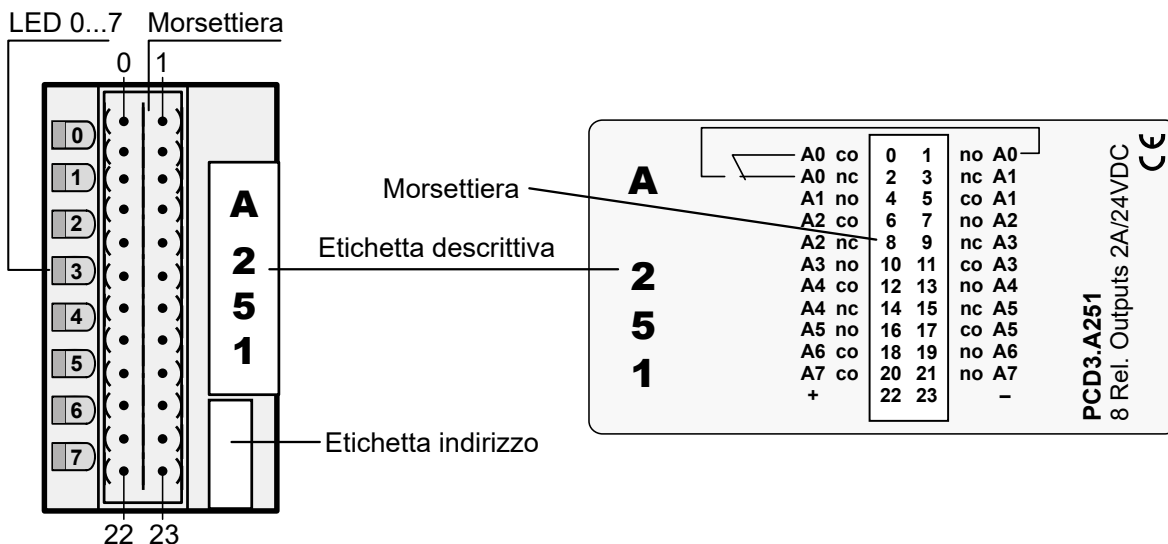 LED 0...7 Morsettiera
0 1
0
1
2
3
4
5
6
7
A
2
5
1
22 23
Morsettiera
Etichetta descrittiva
Etichetta indirizzo
A
2
5
1
A0 co 0 1 no A0
A0 nc 2 3 nc A1
A1 no 4 5 co A1
A2 co 6 7 no A2
A2 nc 8 9 nc A3
A3 no 10 11 co A3
A4 co 12 13 no A4
A4 nc 14 15 nc A5
A5 no 16 17 co A5
A6 co 18 19 no A6
A7 co 20 21 no A7
+ 22 23 –
PCD3.A251
8 Rel. Outputs 2A/24VDC
CE